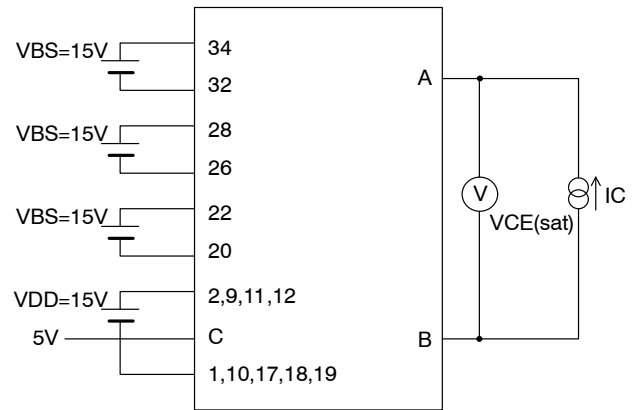 VBS=15V
34
32
VBS=15V
28
26
VBS=15V
22
20
VDD=15V
2,9,11,12
5V
C
1,10,17,18,19
A
B
V
VCE(sat)
IC